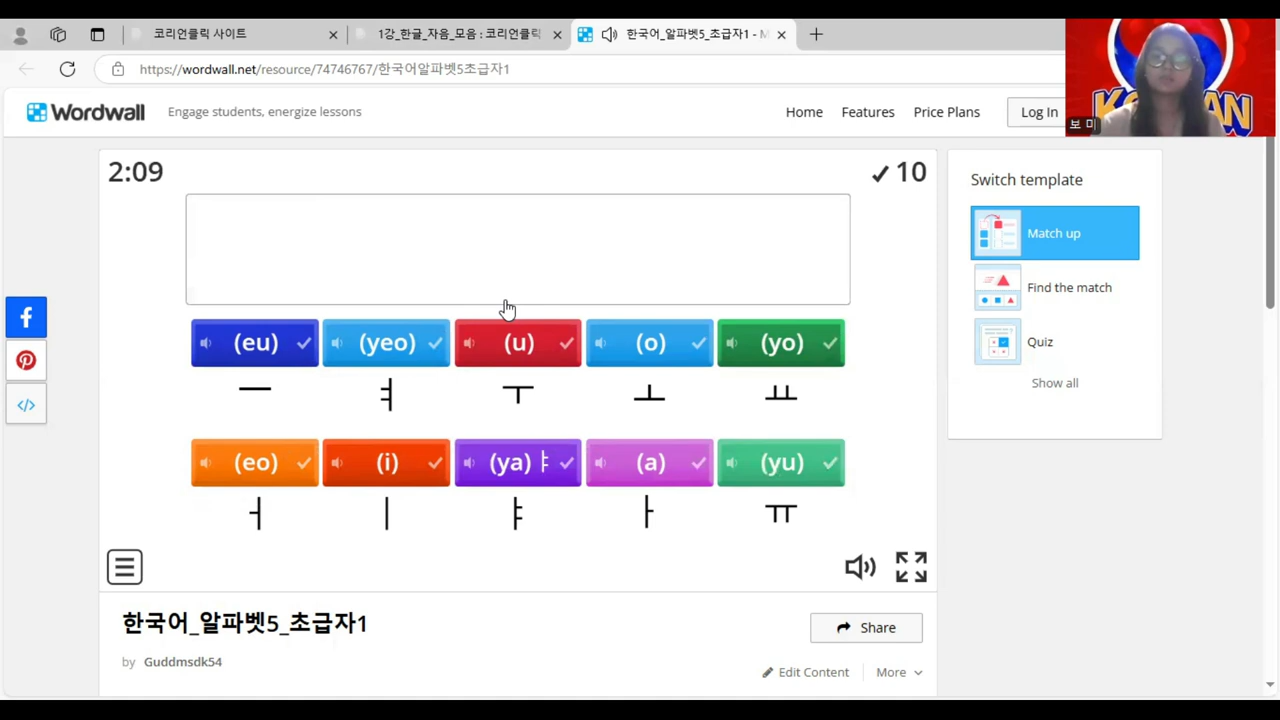 코리언클릭 사이트
1강_한글_자음_모음 : 코리언클릭
한국어_알파벳5_초급자1 - M
https://wordwall.net/resource/74746767/한국어알파벳5초급자1
Wordwall
Engage students, energize lessons
Home Features Price Plans Log In
보 미
2:09
10
(eu) (yeo) (u) (o) (yo)
ㅡ ㅕ ㅜ ㅗ ㅛ
(eo) (i) (ya) ㅑ (a) (yu)
ㅓ ㅣ ㅑ ㅏ ㅠ
Switch template
Match up
Find the match
Quiz
Show all
한국어_알파벳5_초급자1
Share
by Guddmsdk54
Edit Content More